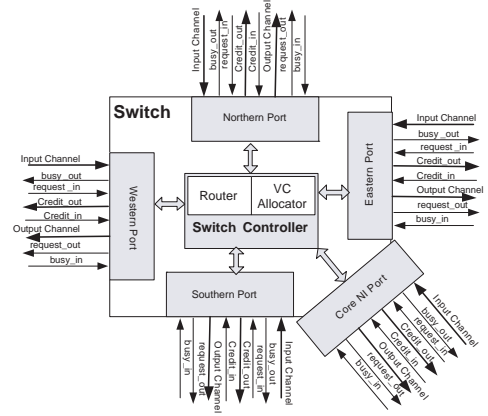 Input Channel
busy_out
request_in
Credit_out
Credit_in
Output Channel
request_out
busy_in
Switch
Northern Port
Input Channel
busy_out
request_in
Credit_out
Credit_in
Output Channel
request_out
busy_in
Western Port
Router
VC
Allocator
Switch Controller
Eastern Port
Input Channel
busy_out
request_in
Credit_out
Credit_in
Output Channel
request_out
busy_in
Southern Port
busy_in
request_out
Output Channel
Credit_in
Credit_out
request_in
busy_out
Input Channel
Core NI Port
Input Channel
busy_out
request_in
Credit_out
Credit_in
Output Channel
request_out
busy_in